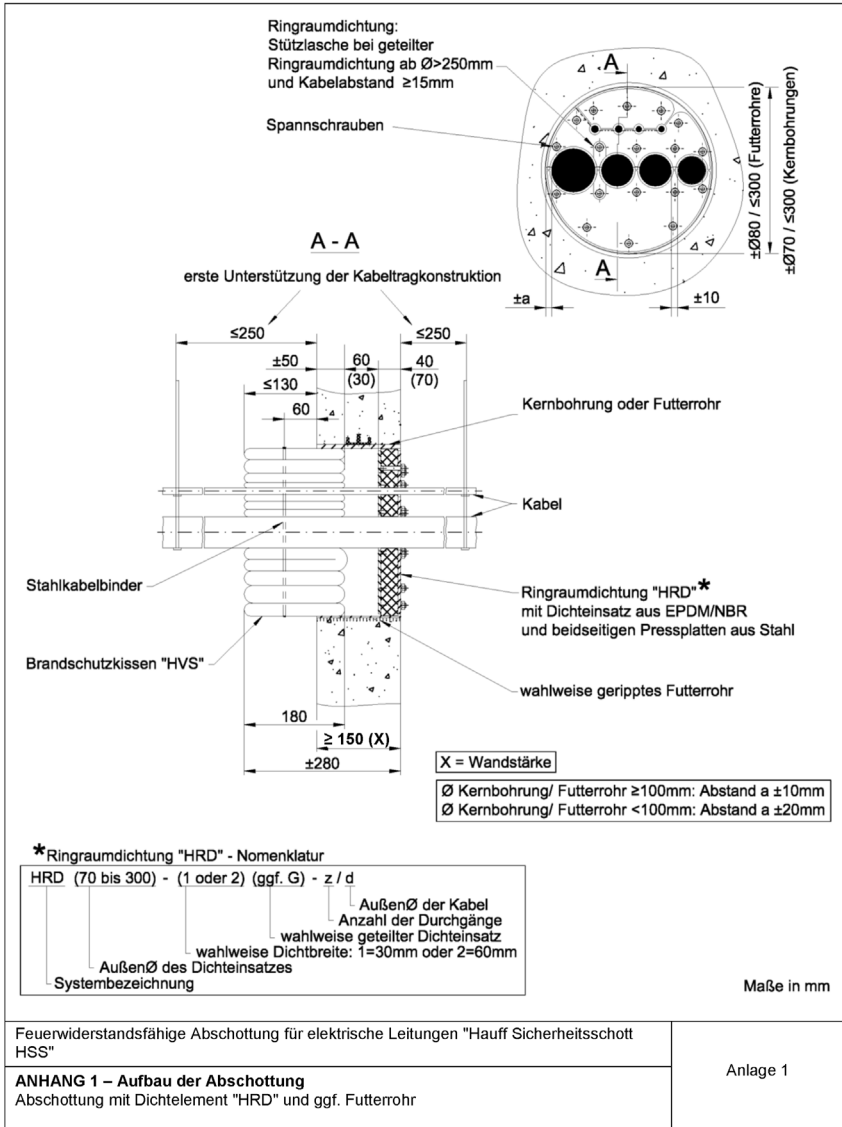 Ringraumdichtung:
Stützlasche bei geteilter
Ringraumdichtung ab Ø>250mm
und Kabelabstand ≥15mm
Spannschrauben
A
A
±Ø80 / ≤300 (Futterrohre)
±Ø70 / ≤300 (Kernbohrungen)
±a
±10
A - A
erste Unterstützung der Kabeltragkonstruktion
≤250
≤250
±50
60
40
(30)
(70)
≤130
60
Kernbohrung oder Futterrohr
Kabel
Stahlkabelbinder
Ringraumdichtung "HRD"*
mit Dichteinsatz aus EPDM/NBR
und beidseitigen Pressplatten aus Stahl
Brandschutzkissen "HVS"
wahlweise geripptes Futterrohr
180
≥ 150 (X)
±280
X = Wandstärke
Ø Kernbohrung/ Futterrohr ≥100mm: Abstand a ±10mm
Ø Kernbohrung/ Futterrohr <100mm: Abstand a ±20mm
*Ringraumdichtung "HRD" - Nomenklatur
HRD (70 bis 300) - (1 oder 2) (ggf. G) - z / d
AußenØ der Kabel
Anzahl der Durchgänge
wahlweise geteilter Dichteinsatz
wahlweise Dichtbreite: 1=30mm oder 2=60mm
AußenØ des Dichteinsatzes
Systembezeichnung
Maße in mm
Feuerwiderstandsfähige Abschottung für elektrische Leitungen "Hauff Sicherheitsschott
HSS"
ANHANG 1 – Aufbau der Abschottung
Abschottung mit Dichtelement "HRD" und ggf. Futterrohr
Anlage 1